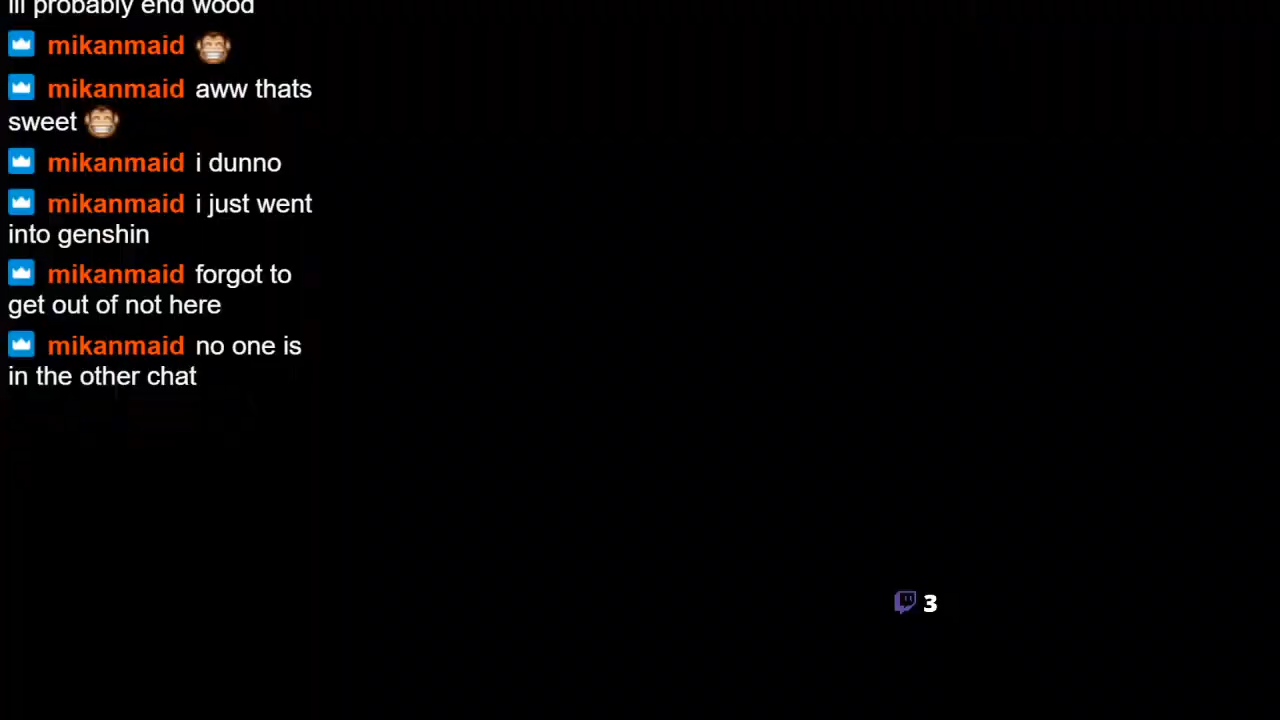 ill probably end wood
mikanmaid
mikanmaid aww thats
sweet
mikanmaid i dunno
mikanmaid i just went
into genshin
mikanmaid forgot to
get out of not here
mikanmaid no one is
in the other chat
3